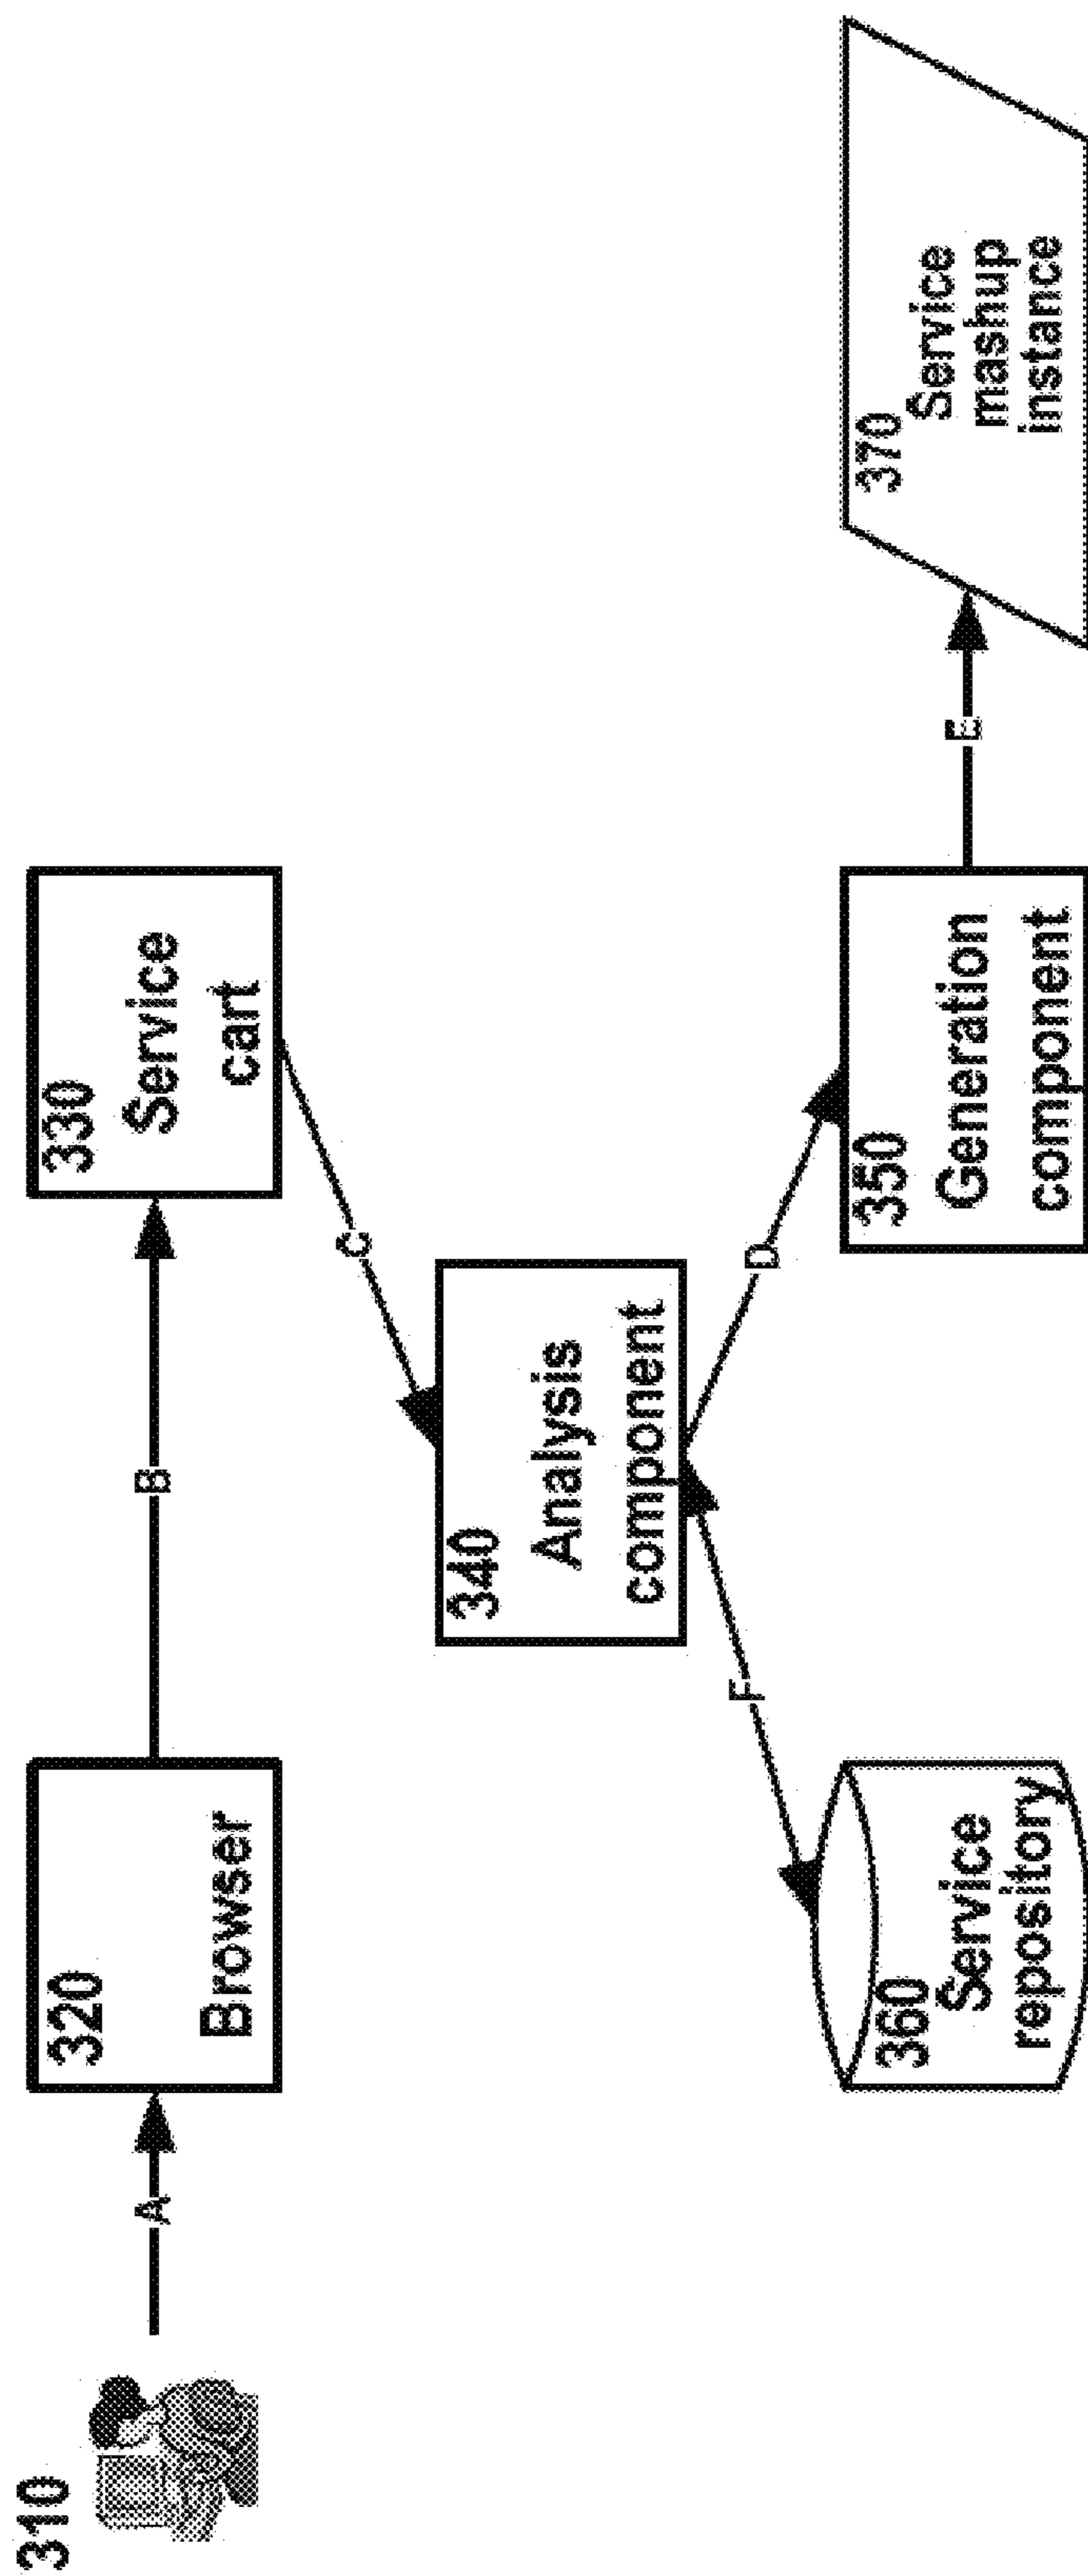 310
A
320
Browser
B
330
Service
cart
C
340
Analysis
component
F
D
360
Service
repository
350
Generation
component
E
370
Service
mashup
instance